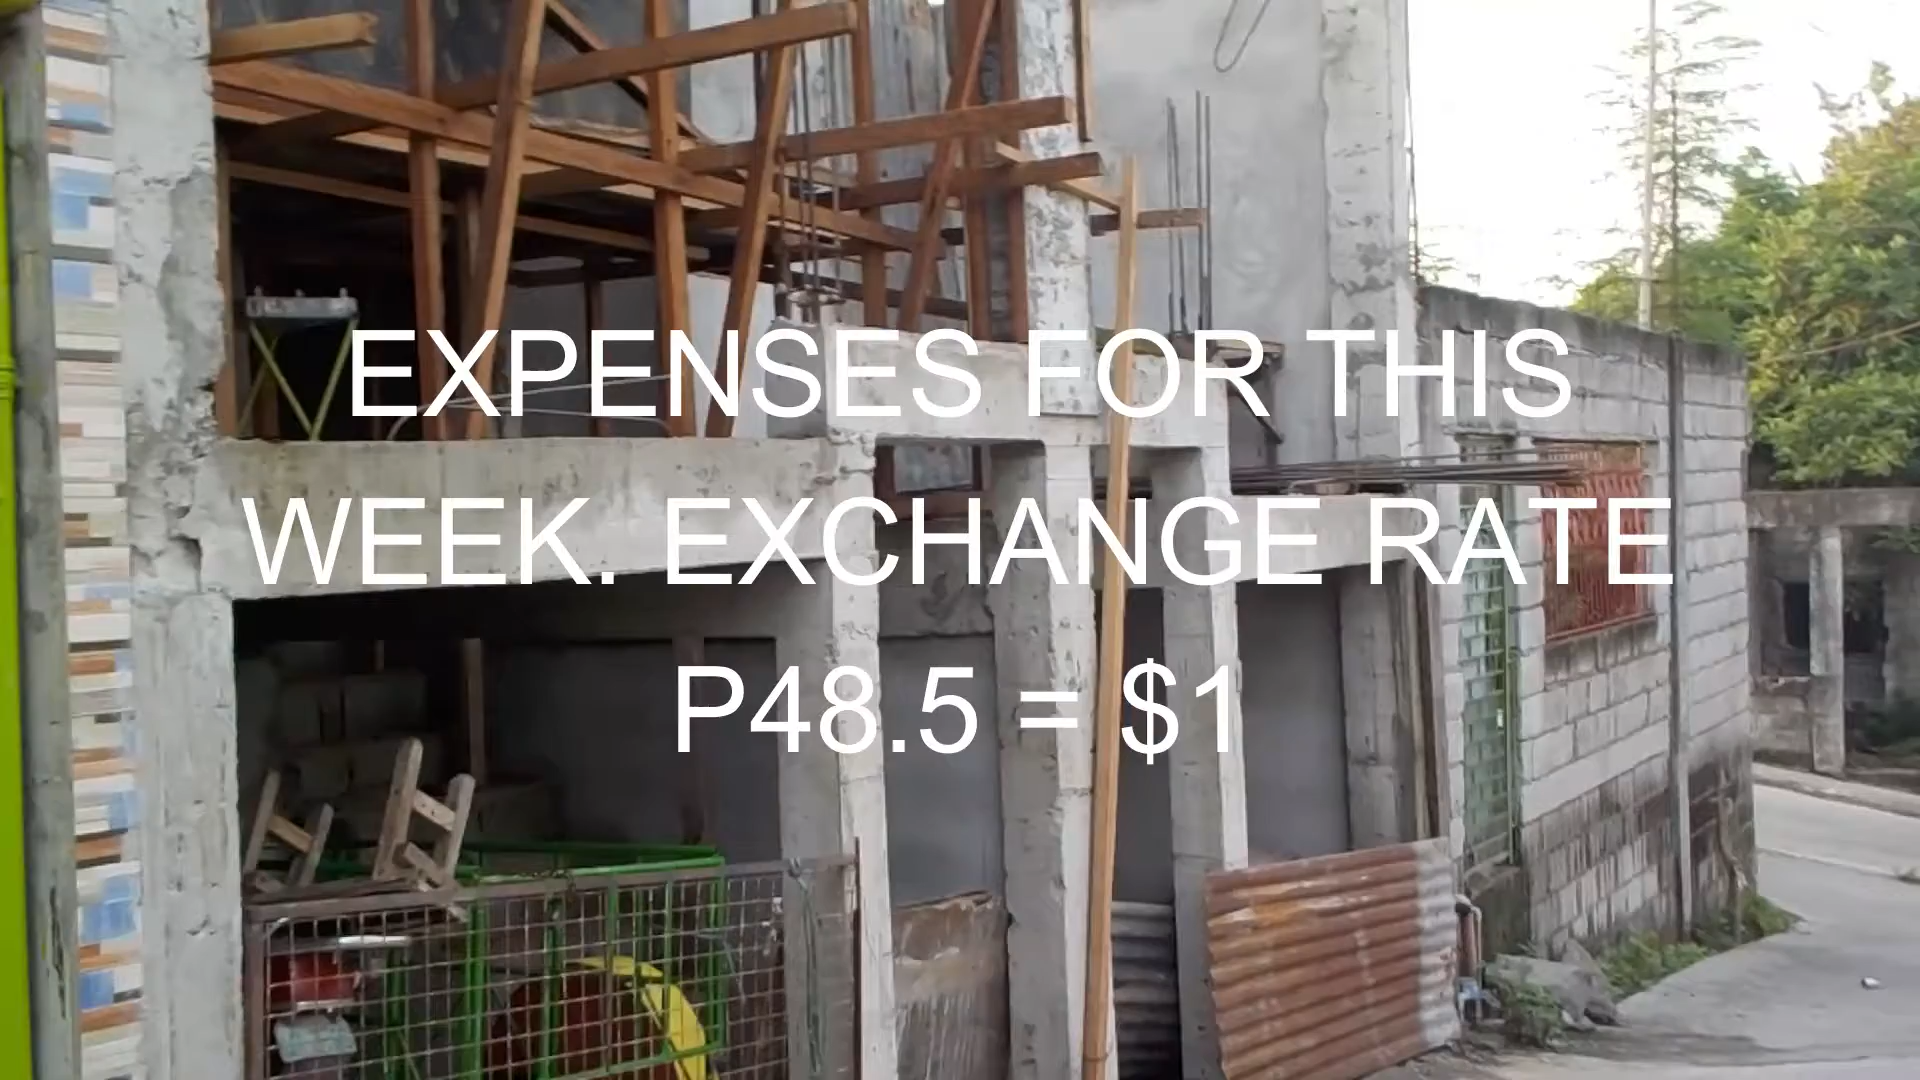 EXPENSES FOR THIS
WEEK. EXCHANGE RATE
P48.5 = $1